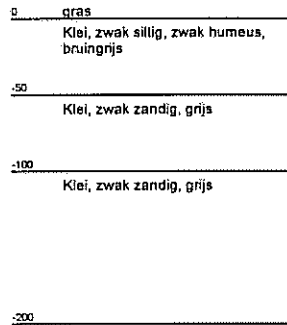 0 gras
Klei, zwak siltig, zwak humeus,
bruingrijs
-50
Klei, zwak zandig, grijs
-100
Klei, zwak zandig, grijs
-200